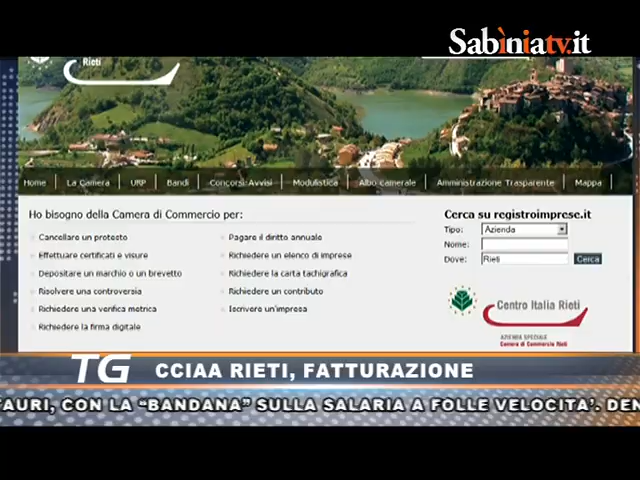 Sabìniatv.it
Rieti
Home
La Camera
URP
Bandi
Concorsi/Avvisi
Modulistica
Albo camerale
Amministrazione Trasparente
Mappa
Ho bisogno della Camera di Commercio per:
Cancellare un protesto
Effettuare certificati e visure
Depositare un marchio o un brevetto
Risolvere una controversia
Richiedere una verifica metrica
Richiedere la firma digitale
Pagare il diritto annuale
Richiedere un elenco di imprese
Richiedere la carta tachigrafica
Richiedere un contributo
Iscrivere un'impresa
Cerca su registroimprese.it
Tipo: Azienda
Nome:
Dove: Rieti Cerca
Centro Italia Rieti
AZIENDA SPECIALE
Camera di Commercio Rieti
TG CCIAA RIETI, FATTURAZIONE
TAURI, CON LA “BANDANA” SULLA SALARIA A FOLLE VELOCITA’. DEN